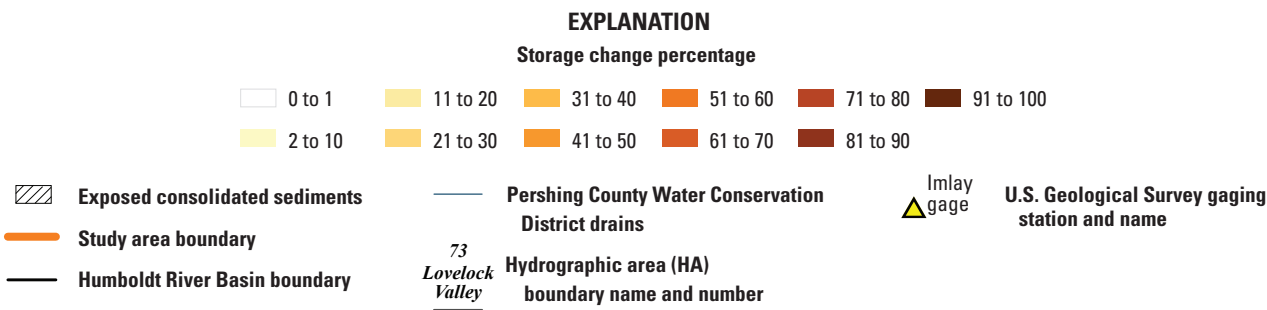 EXPLANATION
Storage change percentage
0 to 1
11 to 20
31 to 40
51 to 60
71 to 80
91 to 100
2 to 10
21 to 30
41 to 50
61 to 70
81 to 90
Exposed consolidated sediments
Study area boundary
Humboldt River Basin boundary
Pershing County Water Conservation
District drains
73
Lovelock
Valley
Hydrographic area (HA)
boundary name and number
Imlay
gage
U.S. Geological Survey gaging
station and name